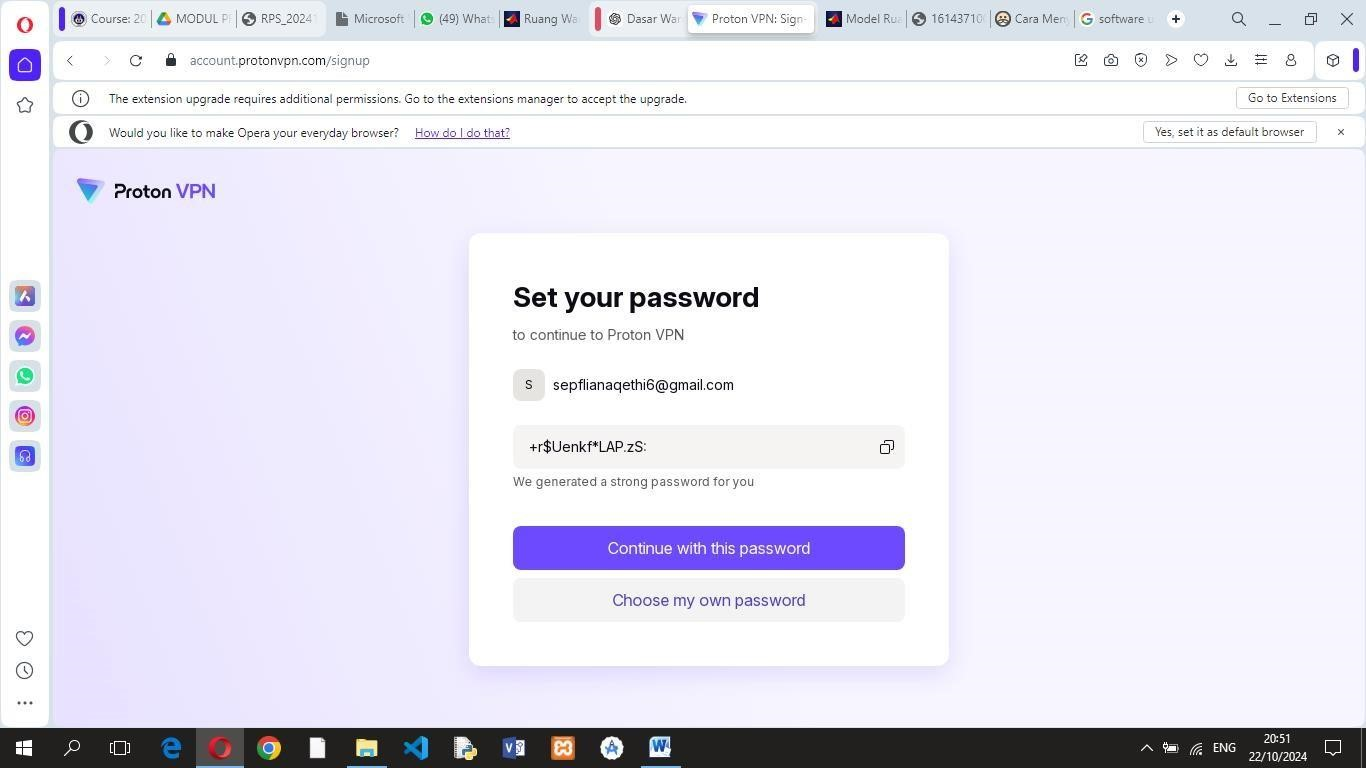 Course: 20
MODUL P
RPS_20241
Microsoft
(49) Whats
Ruang Wa
Dasar War
Proton VPN: Sign-
Model Rua
16143710
Cara Men
software u
account.protonvpn.com/signup
The extension upgrade requires additional permissions. Go to the extensions manager to accept the upgrade.
Go to Extensions
Would you like to make Opera your everyday browser? How do I do that?
Yes, set it as default browser
Proton VPN
Set your password
to continue to Proton VPN
S
sepflianaqethi6@gmail.com
+r$Uenkf*LAP.zS:
We generated a strong password for you
Continue with this password
Choose my own password
ENG
20:51
22/10/2024